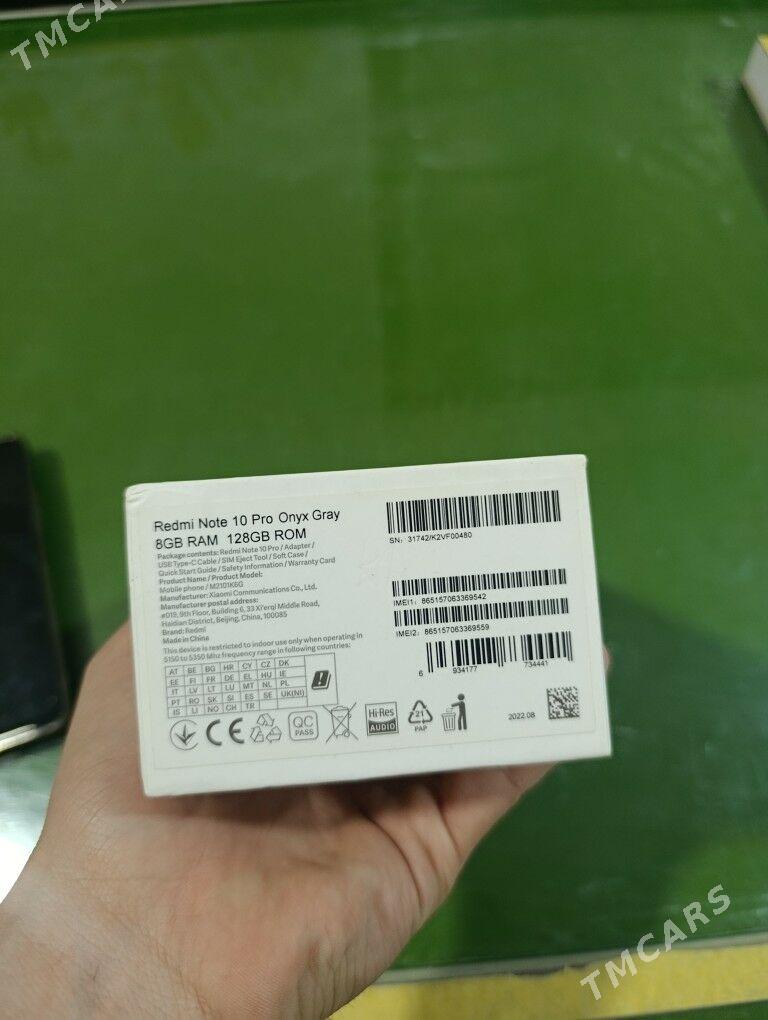 TMCARS
Redmi Note 10 Pro Onyx Gray
8GB RAM 128GB ROM
Package contents: Redmi Note 10 Pro / Adapter /
USB Type-C Cable / SIM Eject Tool / Soft Case /
Quick Start Guide / Safety Information / Warranty Card
Product Name / Product Model:
Mobile phone / M2101K6G
Manufacturer: Xiaomi Communications Co., Ltd.
Manufacturer postal address:
#019, 9th Floor, Building 6, 33 Xi'erqi Middle Road,
Haidian District, Beijing, China, 100085
Brand: Redmi
Made in China
This device is restricted to indoor use only when operating in
5150 to 5350 Mhz frequency range in following countries:
AT BE BG HR CY CZ DK
EE FI FR DE EL HU IE
IT LV LT LU MT NL PL
PT RO SK SI ES SE UK(NI)
IS LI NO CH TR
CE
QC
PASS
Hi-Res
AUDIO
21
PAP
SN: 31742/K2VF00480
IMEI1: 865157063369542
IMEI2: 865157063369559
6 934177 734441
2022.08
TMCARS